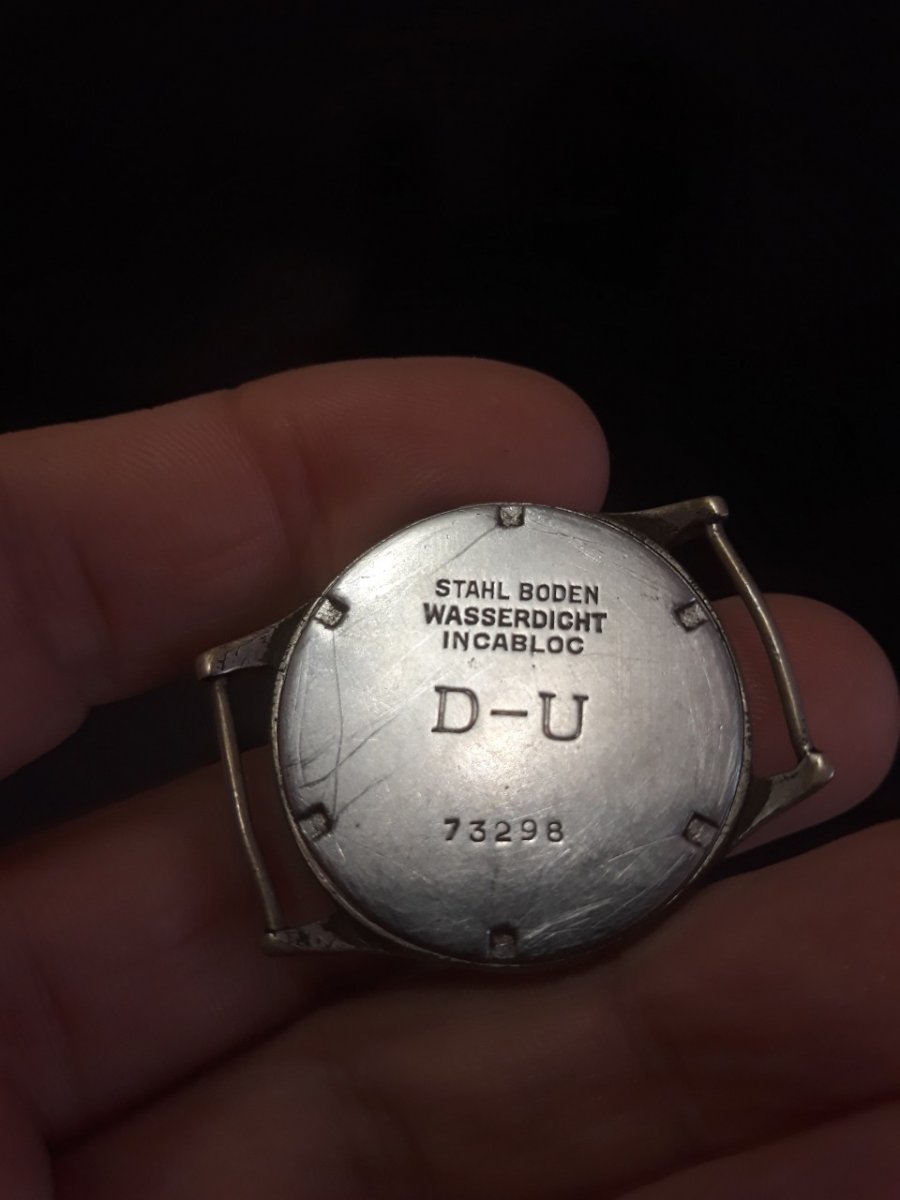 STAHL BODEN
WASSERDICHT
INCABLOC
D-U
73298